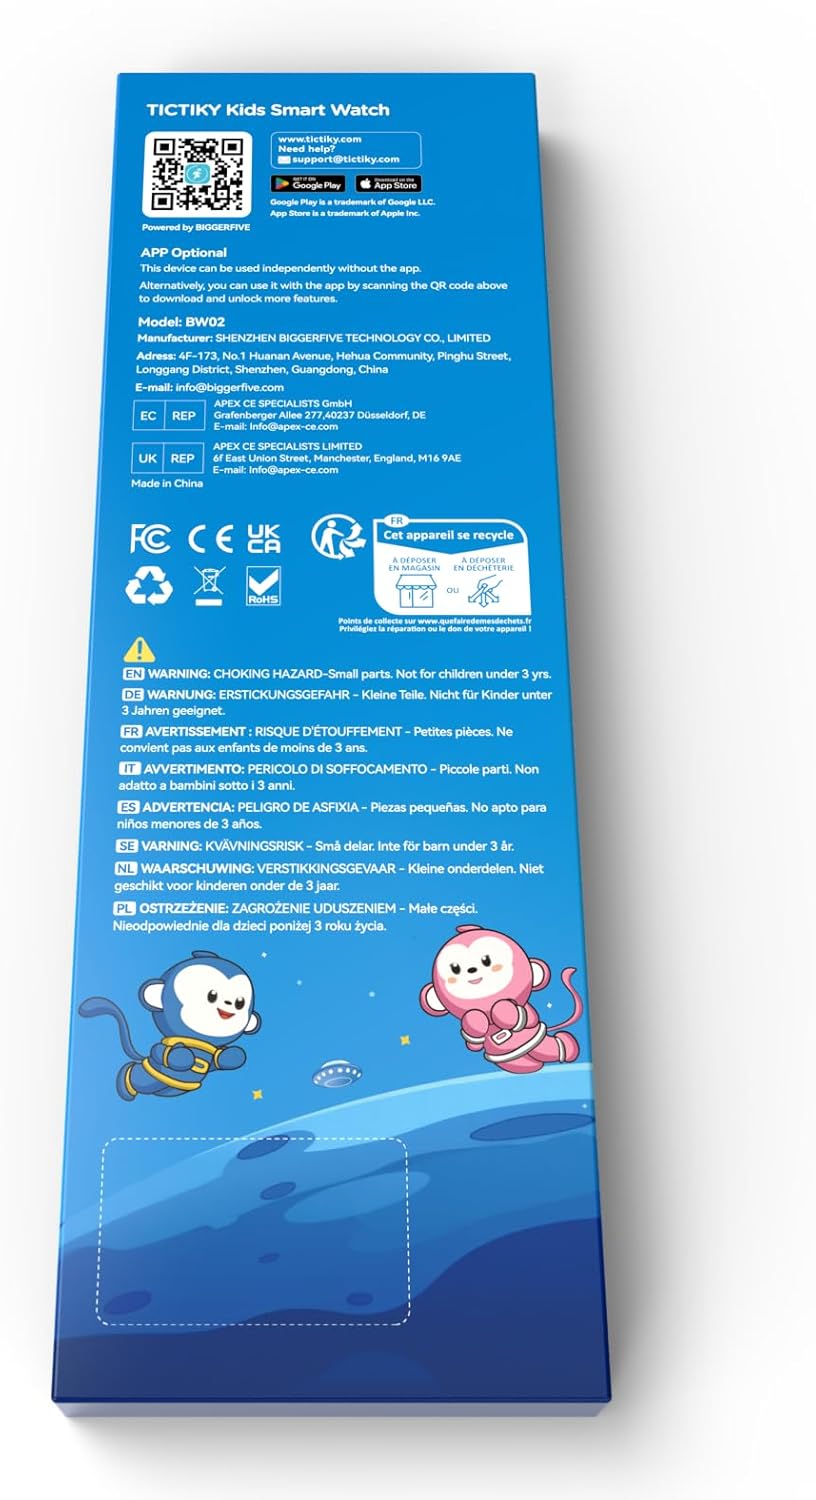 TICTIKY Kids Smart Watch
www.tictiky.com
Need help?
support@tictiky.com
GET IT ON
Google Play
Download on the
App Store
Google Play is a trademark of Google LLC.
App Store is a trademark of Apple Inc.
Powered by BIGGERFIVE
APP Optional
This device can be used independently without the app.
Alternatively, you can use it with the app by scanning the QR code above
to download and unlock more features.
Model: BW02
Manufacturer: SHENZHEN BIGGERFIVE TECHNOLOGY CO., LIMITED
Adress: 4F-173, No.1 Huanan Avenue, Hehua Community, Pinghu Street,
Longgang District, Shenzhen, Guangdong, China
E-mail: info@biggerfive.com
EC REP
APEX CE SPECIALISTS GmbH
Grafenberger Allee 277,40237 Düsseldorf, DE
E-mail: Info@apex-ce.com
UK REP
APEX CE SPECIALISTS LIMITED
6f East Union Street, Manchester, England, M16 9AE
E-mail: Info@apex-ce.com
Made in China
FC CE UK
CA
RoHS
FR
Cet appareil se recycle
À DÉPOSER
EN MAGASIN
OU
À DÉPOSER
EN DÉCHÈTERIE
Points de collecte sur www.quefairedemesdechets.fr
Privilégiez la réparation ou le don de votre appareil !
EN WARNING: CHOKING HAZARD-Small parts. Not for children under 3 yrs.
DE WARNUNG: ERSTICKUNGSGEFAHR - Kleine Teile. Nicht für Kinder unter
3 Jahren geeignet.
FR AVERTISSEMENT : RISQUE D'ÉTOUFFEMENT - Petites pièces. Ne
convient pas aux enfants de moins de 3 ans.
IT AVVERTIMENTO: PERICOLO DI SOFFOCAMENTO - Piccole parti. Non
adatto a bambini sotto i 3 anni.
ES ADVERTENCIA: PELIGRO DE ASFIXIA - Piezas pequeñas. No apto para
niños menores de 3 años.
SE VARNING: KVÄVNINGSRISK - Små delar. Inte för barn under 3 år.
NL WAARSCHUWING: VERSTIKKINGSGEVAAR - Kleine onderdelen. Niet
geschikt voor kinderen onder de 3 jaar.
PL OSTRZEŻENIE: ZAGROŻENIE UDUSZENIEM - Małe części.
Nieodpowiednie dla dzieci poniżej 3 roku życia.